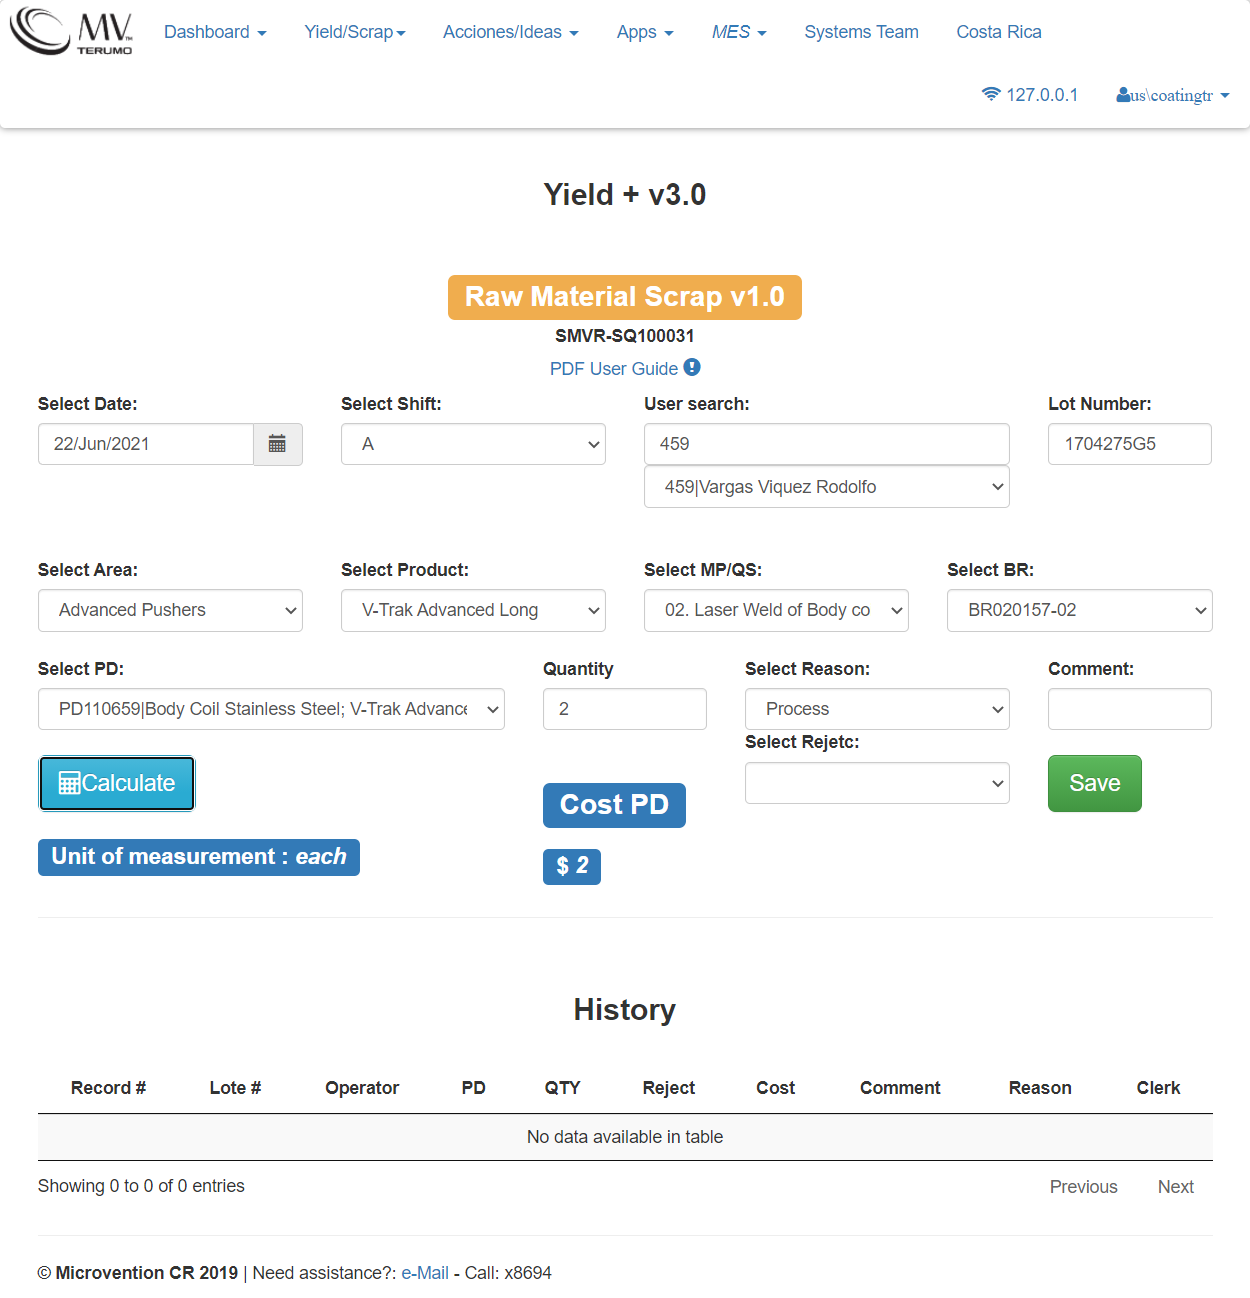 MV™
TERUMO
Dashboard
Yield/Scrap
Acciones/Ideas
Apps
MES
Systems Team
Costa Rica
127.0.0.1
us\coatingtr
Yield + v3.0
Raw Material Scrap v1.0
SMVR-SQ100031
PDF User Guide
Select Date:
Select Shift:
User search:
Lot Number:
22/Jun/2021
A
459
1704275G5
459|Vargas Viquez Rodolfo
Select Area:
Select Product:
Select MP/QS:
Select BR:
Advanced Pushers
V-Trak Advanced Long
02. Laser Weld of Body co
BR020157-02
Select PD:
Quantity
Select Reason:
Comment:
PD110659|Body Coil Stainless Steel; V-Trak Advance
2
Process
Select Rejetc:
Calculate
Cost PD
Save
Unit of measurement : each
$ 2
History
Record #
Lote #
Operator
PD
QTY
Reject
Cost
Comment
Reason
Clerk
No data available in table
Showing 0 to 0 of 0 entries
Previous
Next
© Microvention CR 2019 | Need assistance?: e-Mail - Call: x8694